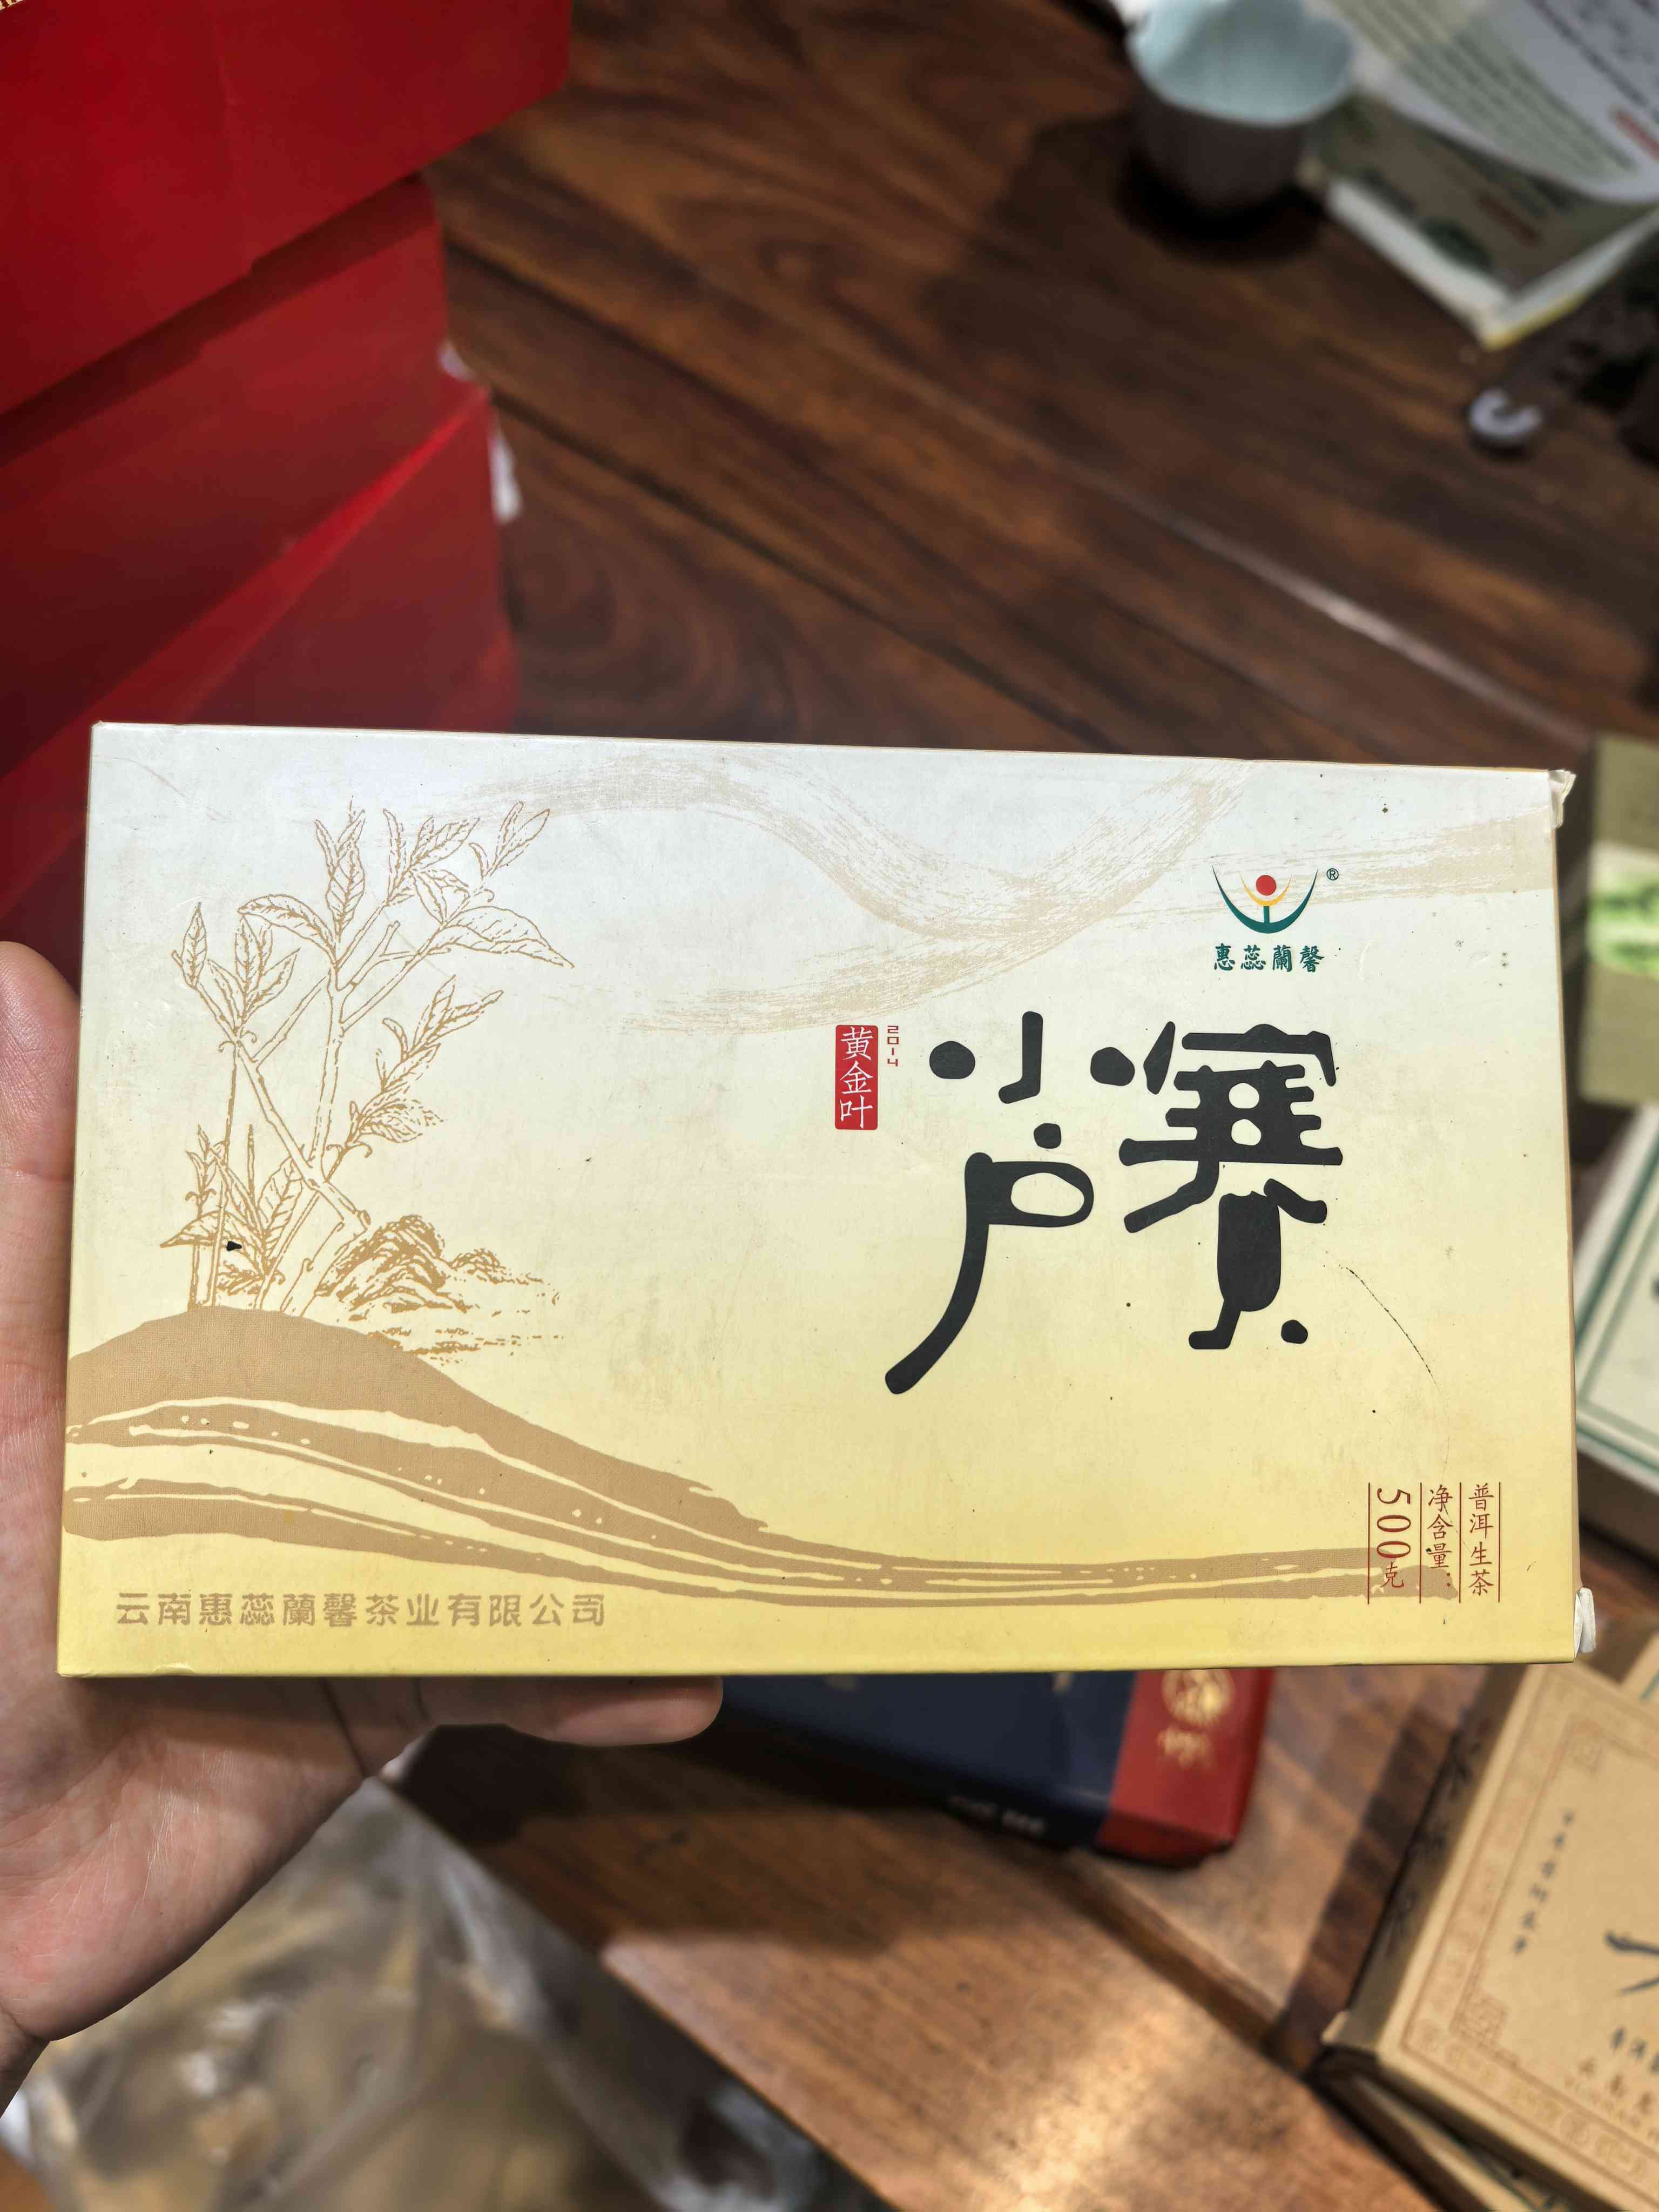 惠蕊蘭馨®
小户赛
2014
黄金叶
普洱生茶
净含量：
500克
云南惠蕊蘭馨茶业有限公司